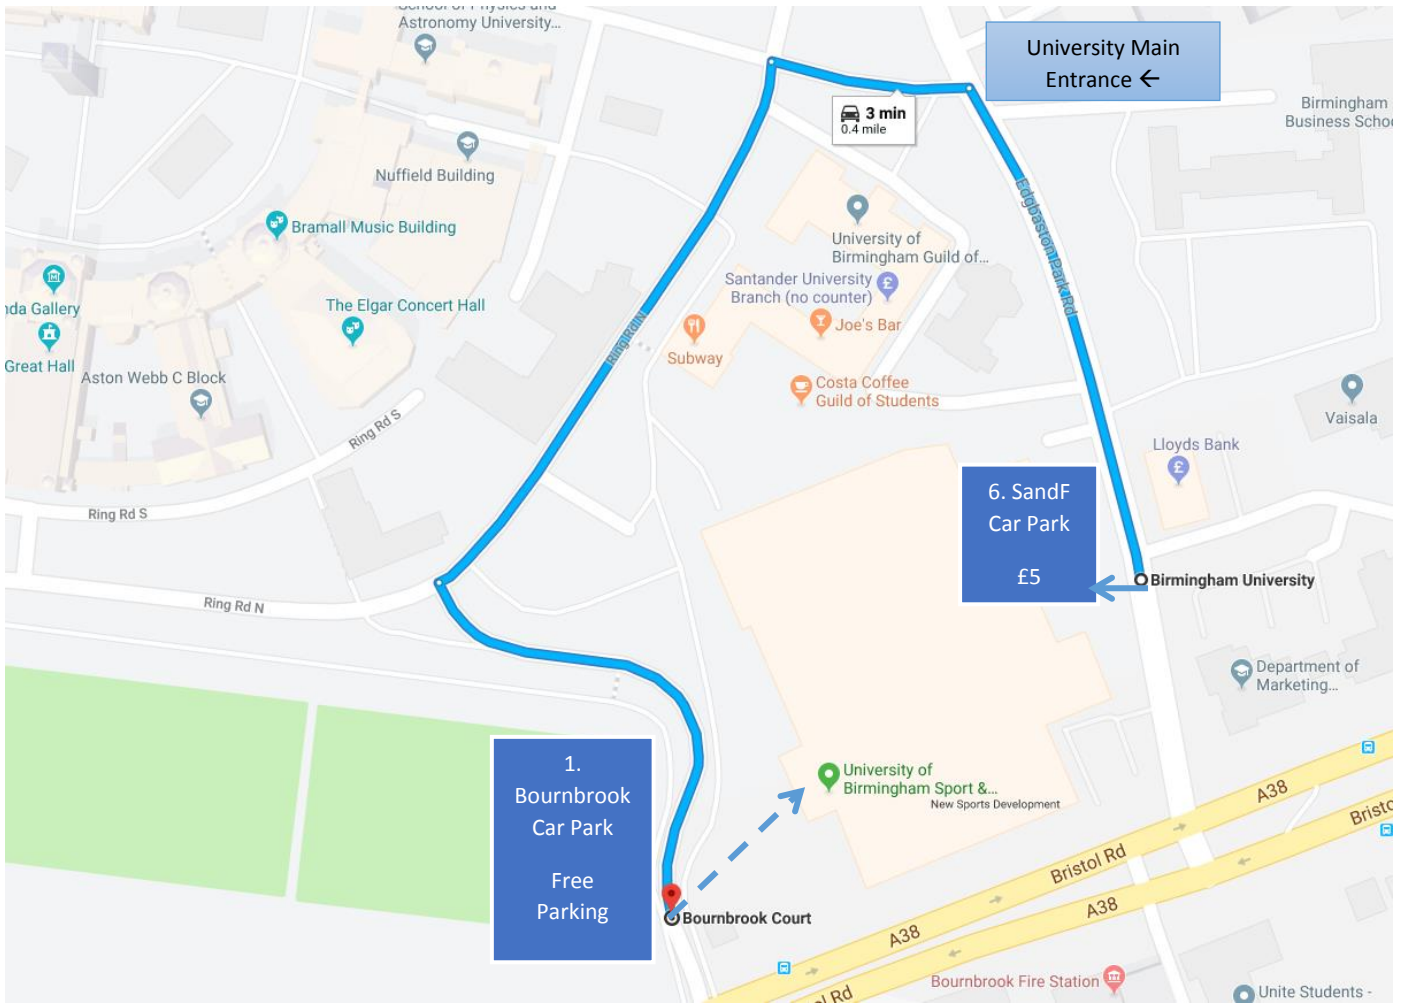 School of Physics and
Astronomy University...
University Main
Entrance ←
3 min
0.4 mile
Birmingham
Business Scho
Nuffield Building
Bramall Music Building
Edgbaston Park Rd
University of
Birmingham Guild of...
nda Gallery
Santander University
Branch (no counter)
The Elgar Concert Hall
Ring Rd N
Joe's Bar
Subway
Great Hall
Aston Webb C Block
Costa Coffee
Guild of Students
Vaisala
Ring Rd S
Lloyds Bank
6. SandF
Car Park
£5
Ring Rd S
Birmingham University
Ring Rd N
Department of
Marketing...
1.
Bournbrook
Car Park
Free
Parking
University of
Birmingham Sport &...
New Sports Development
A38
Bristo
Bristol Rd
Bournbrook Court
A38
A38
Bournbrook Fire Station
ol Rd
Unite Students -